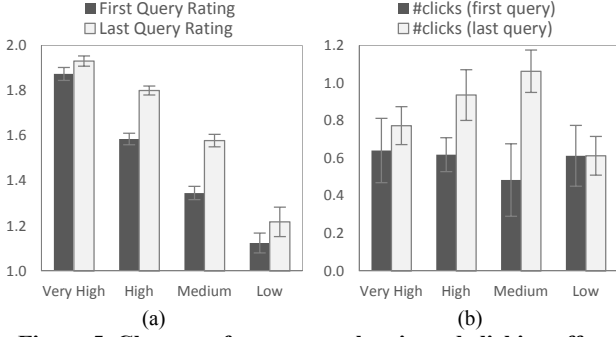 First Query Rating
Last Query Rating
2.0
1.8
1.6
1.4
1.2
1.0
Very High High Medium Low
(a)
#clicks (first query)
#clicks (last query)
1.2
1.0
0.8
0.6
0.4
0.2
0.0
Very High High Medium Low
(b)